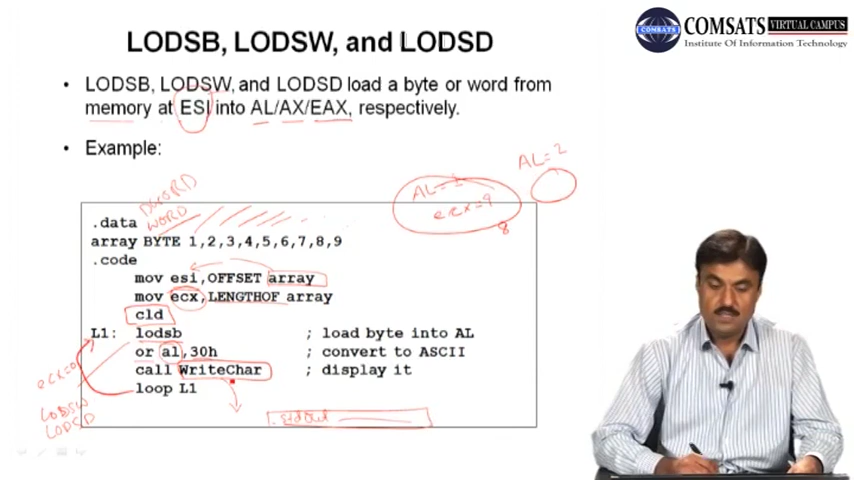 LODSB, LODSW, and LODSD
COMSATS VIRTUAL CAMPUS
COMSATS
Institute Of Information Technology
• LODSB, LODSW, and LODSD load a byte or word from
memory at ESI into AL/AX/EAX, respectively.
• Example:
AL=2
AL=1
ecx=9
8
DWORD
WORD
.data
array BYTE 1,2,3,4,5,6,7,8,9
.code
mov esi,OFFSET array
mov ecx,LENGTHOF array
cld
L1: lodsb ; load byte into AL
or al,30h ; convert to ASCII
call WriteChar ; display it
loop L1
ecx=0
LODSW
LODSD
StdOut